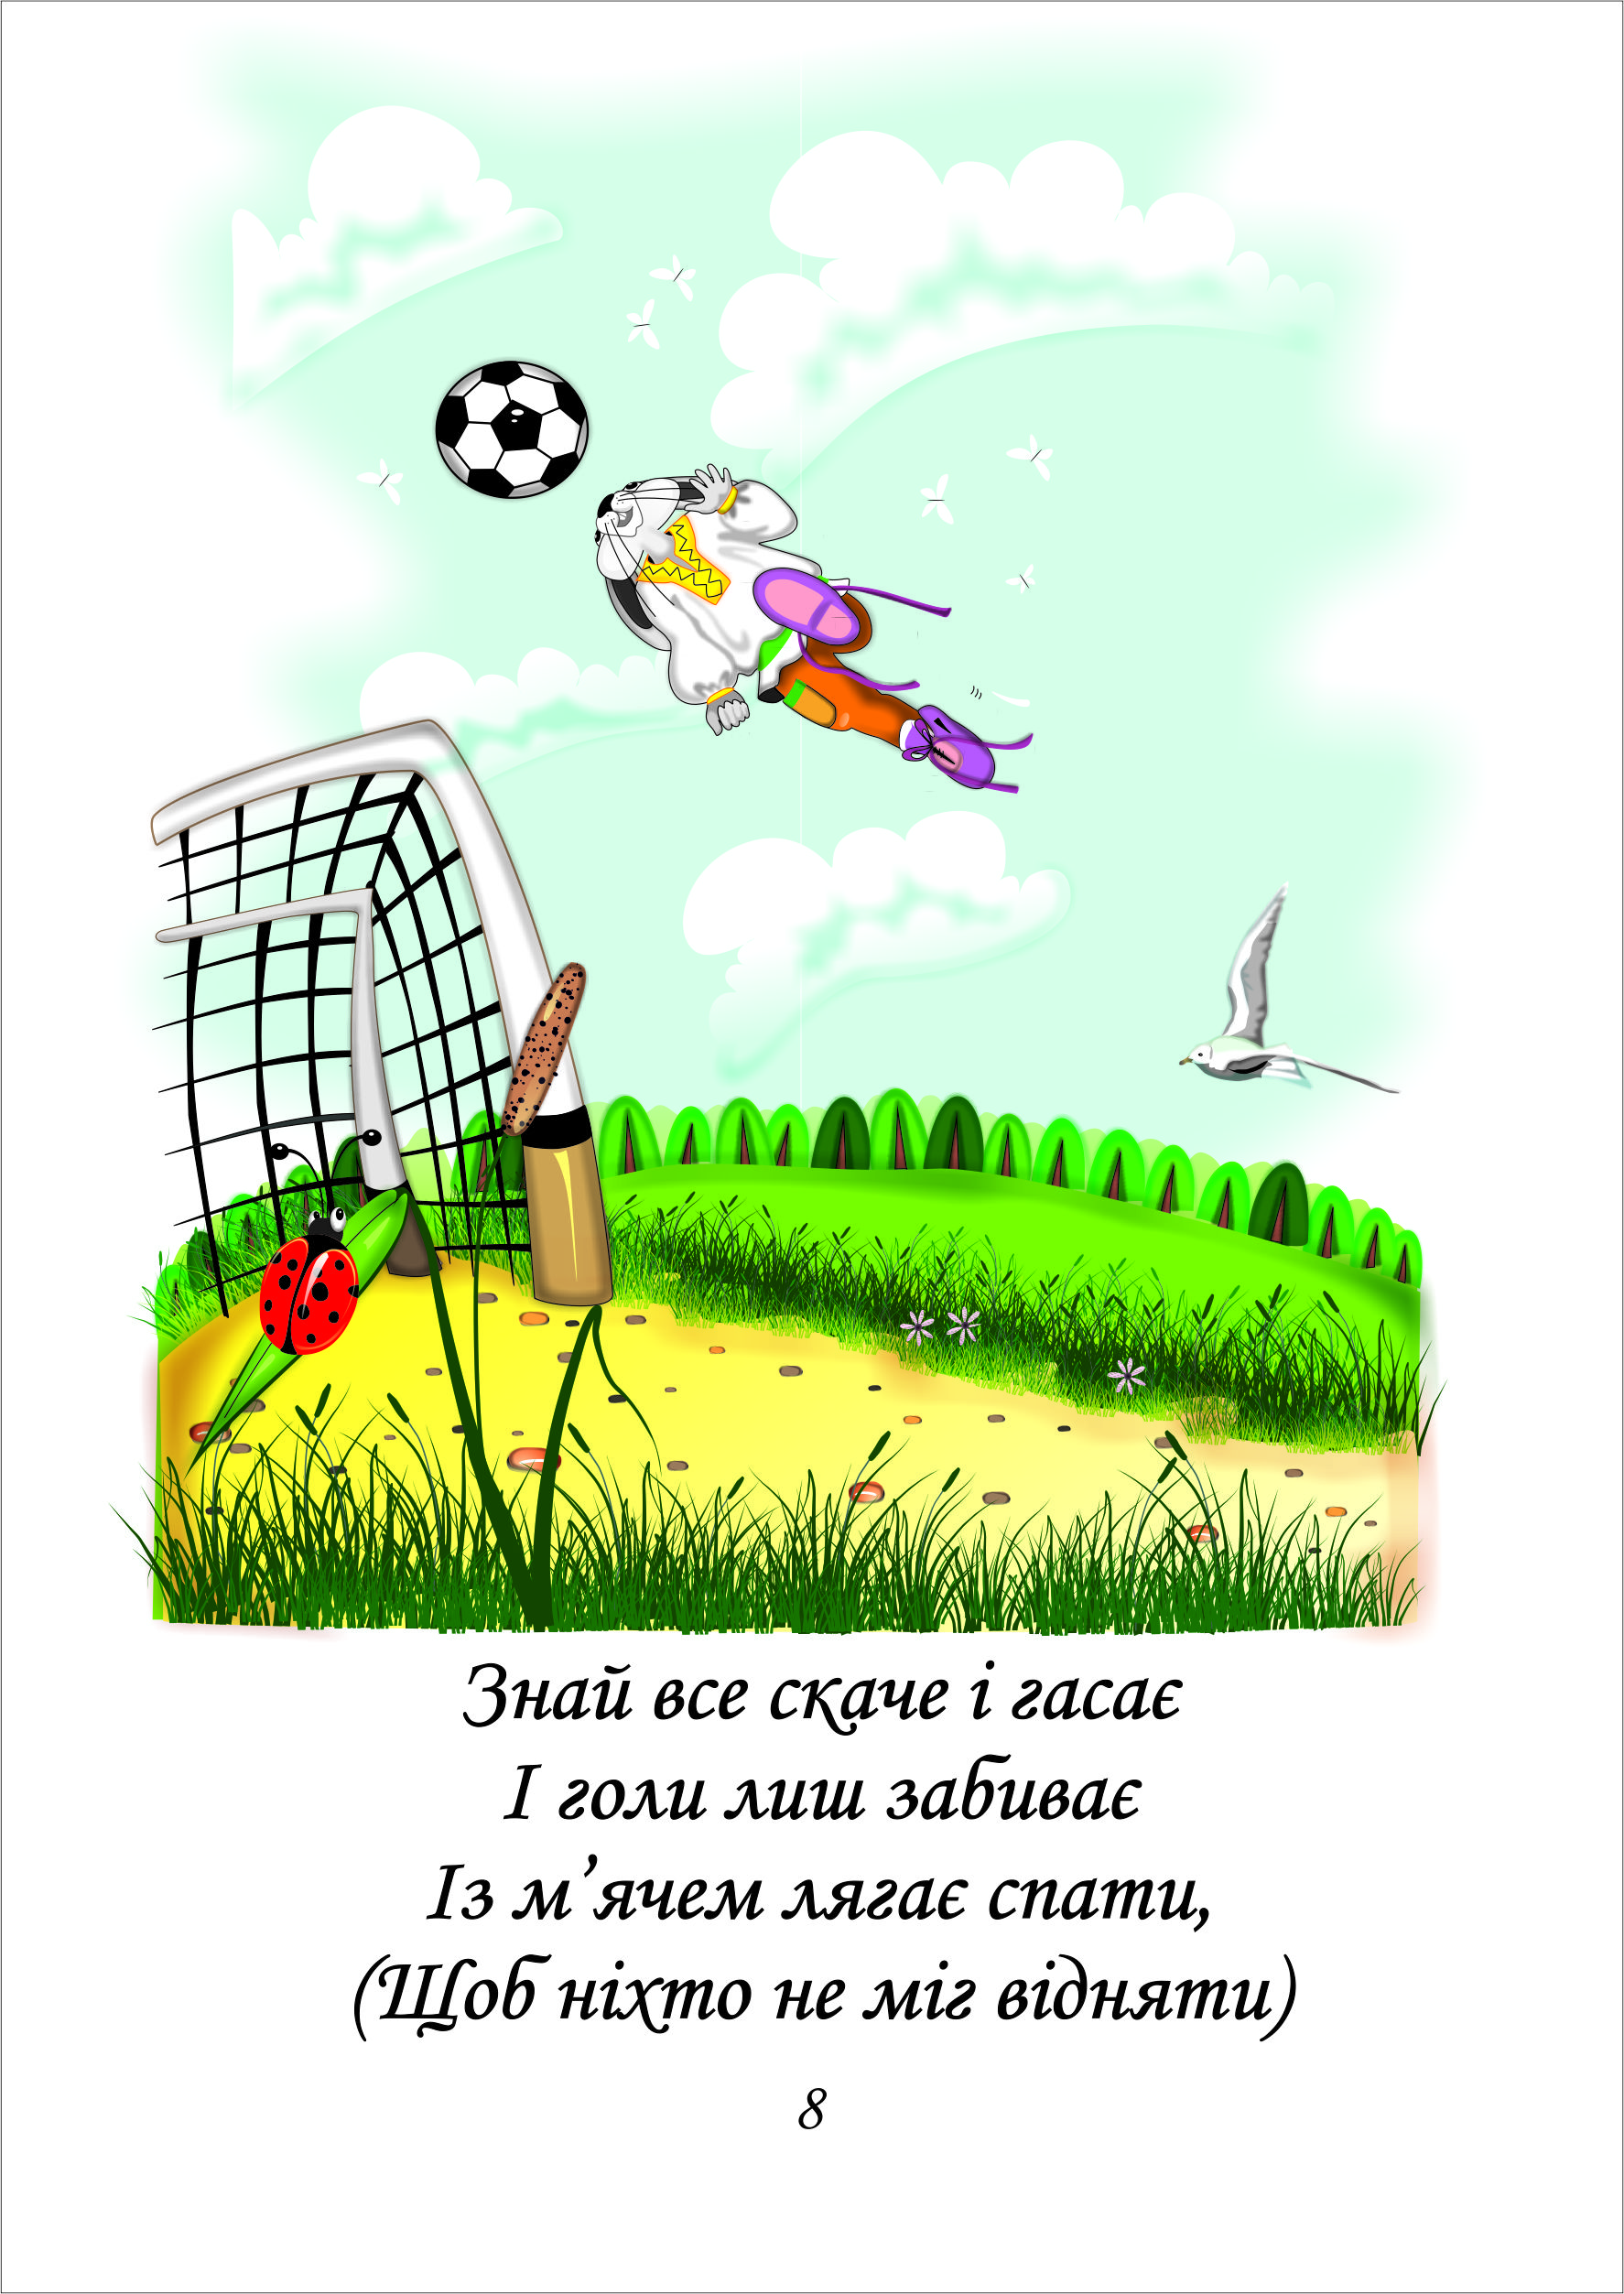 Знай все скаче і гасає
І голи лиш забиває
Із м’ячем лягає спати,
(Щоб ніхто не міг відняти)
8